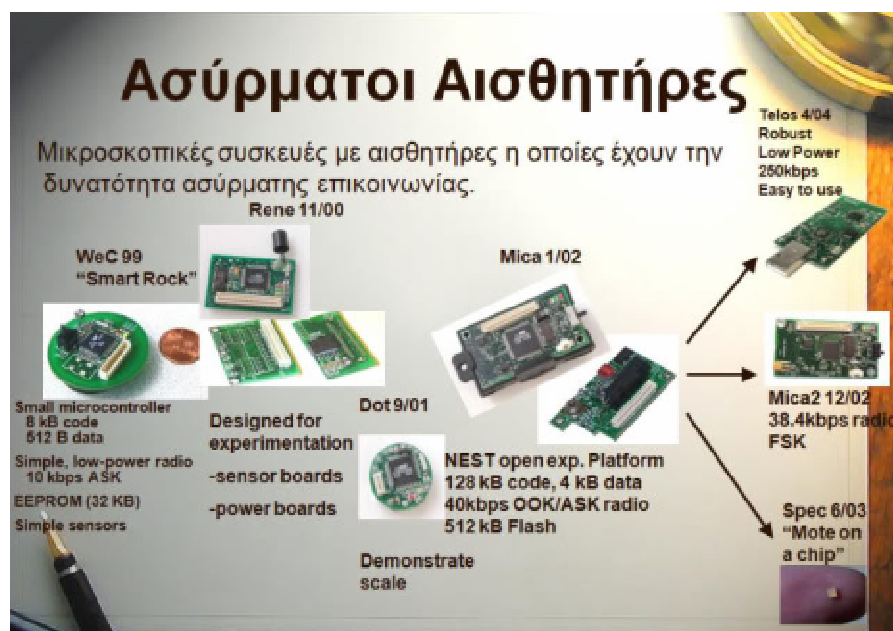 Ασύρματοι Αισθητήρες
Μικροσκοπικές συσκευές με αισθητήρες η οποίες έχουν την
δυνατότητα ασύρματης επικοινωνίας.
WeC 99
“Smart Rock”
Small microcontroller
8 kB code
512 B data
Simple, low-power radio
10 kbps ASK
EEPROM (32 KB)
Simple sensors
Rene 11/00
Designed for
experimentation
-sensor boards
-power boards
Dot 9/01
Demonstrate
scale
Mica 1/02
NEST open exp. Platform
128 kB code, 4 kB data
40kbps OOK/ASK radio
512 kB Flash
Telos 4/04
Robust
Low Power
250kbps
Easy to use
Mica2 12/02
38.4kbps radio
FSK
Spec 6/03
“Mote on
a chip”